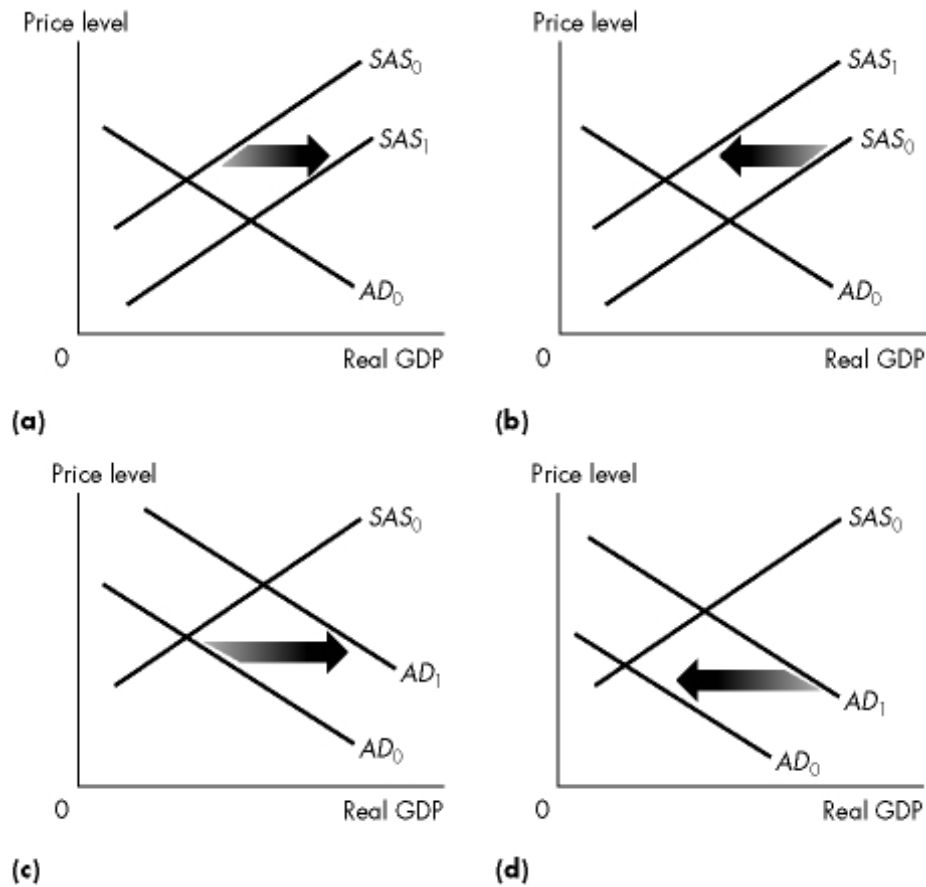 Price level
SAS₀
SAS₁
AD₀
0
Real GDP
(a)
Price level
SAS₁
SAS₀
AD₀
0
Real GDP
(b)
Price level
SAS₀
AD₁
AD₀
0
Real GDP
(c)
Price level
SAS₀
AD₁
AD₀
0
Real GDP
(d)